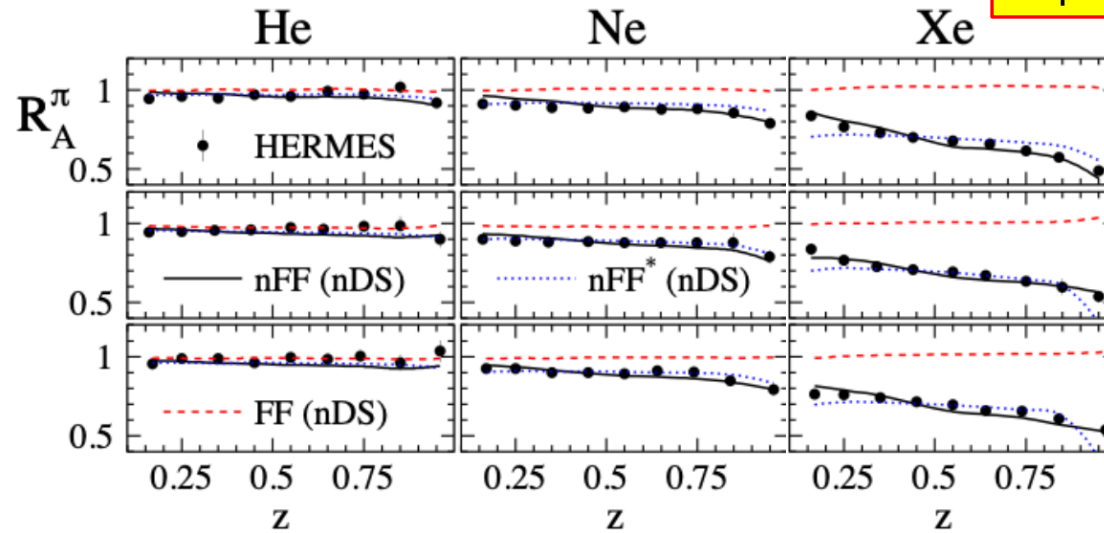 He Ne Xe
R_A^π
1
0.5
HERMES
1
0.5
nFF (nDS)
nFF* (nDS)
1
0.5
FF (nDS)
0.25 0.5 0.75 0.25 0.5 0.75 0.25 0.5 0.75
z z z